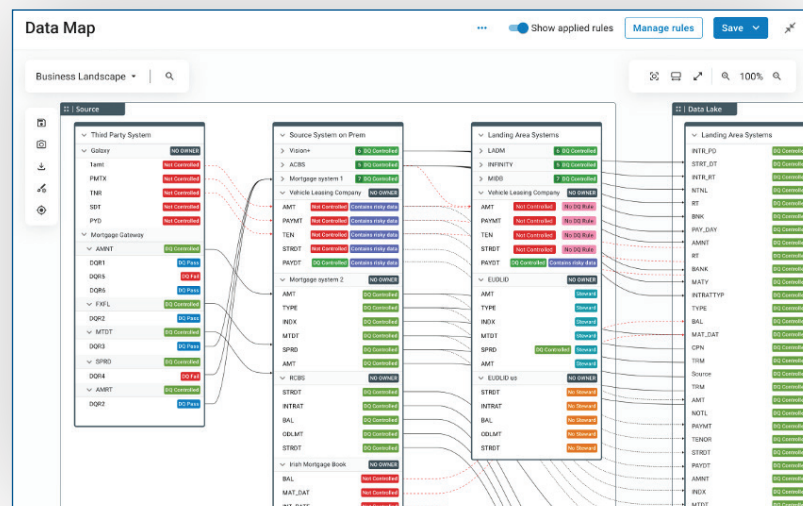 Data Map
Show applied rules
Manage rules
Save
Business Landscape
100%
Source
Third Party System
Galaxy NO OWNER
1amt Not Controlled
PMTX Not Controlled
TNR Not Controlled
SDT Not Controlled
PYD Not Controlled
Mortgage Gateway
AMNT DQ Controlled
DQR1 DQ Pass
DQR5 DQ Fail
DQR6 DQ Pass
FXFL DQ Controlled
DQR2 DQ Pass
MTDT DQ Controlled
DQR3 DQ Pass
SPRD DQ Controlled
DQR4 DQ Fail
AMRT DQ Controlled
DQR2 DQ Pass
Source System on Prem
Vision+ 6 DQ Controlled
ACBS 5 DQ Controlled
Mortgage system 1 7 DQ Controlled
Vehicle Leasing Company NO OWNER
AMT Not Controlled Contains risky data
PAYMT Not Controlled Contains risky data
TEN Not Controlled Contains risky data
STRDT Not Controlled Contains risky data
PAYDT DQ Controlled Contains risky data
Mortgage system 2 NO OWNER
AMT DQ Controlled
TYPE DQ Controlled
INDX DQ Controlled
MTDT DQ Controlled
SPRD DQ Controlled
AMT DQ Controlled
RCBS NO OWNER
STRDT DQ Controlled
INTRAT DQ Controlled
BAL DQ Controlled
ODLMT DQ Controlled
STRDT DQ Controlled
Irish Mortgage Book NO OWNER
BAL Not Controlled
MAT_DAT Not Controlled
Landing Area Systems
LADM 6 DQ Controlled
INFINITY 5 DQ Controlled
MIDB 7 DQ Controlled
Vehicle Leasing Company NO OWNER
AMT Not Controlled No DQ Rule
PAYMT Not Controlled No DQ Rule
TEN Not Controlled No DQ Rule
STRDT Not Controlled No DQ Rule
PAYDT DQ Controlled Contains risky data
EUDLID NO OWNER
AMT Steward
TYPE Steward
INDX Steward
MTDT Steward
SPRD DQ Controlled Steward
AMT Steward
EUDLID us NO OWNER
STRDT No Steward
INTRAT No Steward
BAL No Steward
ODLMT No Steward
STRDT No Steward
Data Lake
Landing Area Systems
INTR_PD
STRT_DT
INTR_RT
NTNL
RT
BNK
PAY_DAY
AMNT
RT
BANK
MATY
INTRATTYP
TYPE
BAL
MAT_DAT
CPN
TRM
Source
TRM
AMT
NOTL
PAYMT
TENOR
STRDT
PAYDT
AMNT
INDX
MTDT